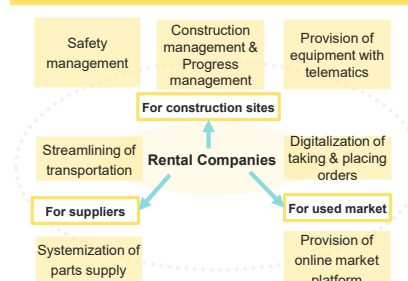 Safety
management
Construction
management &
Progress
management
Provision of
equipment with
telematics
For construction sites
Streamlining of
transportation
Rental Companies
Digitalization of
taking & placing
orders
For suppliers
For used market
Systemization of
parts supply
Provision of
online market
platform